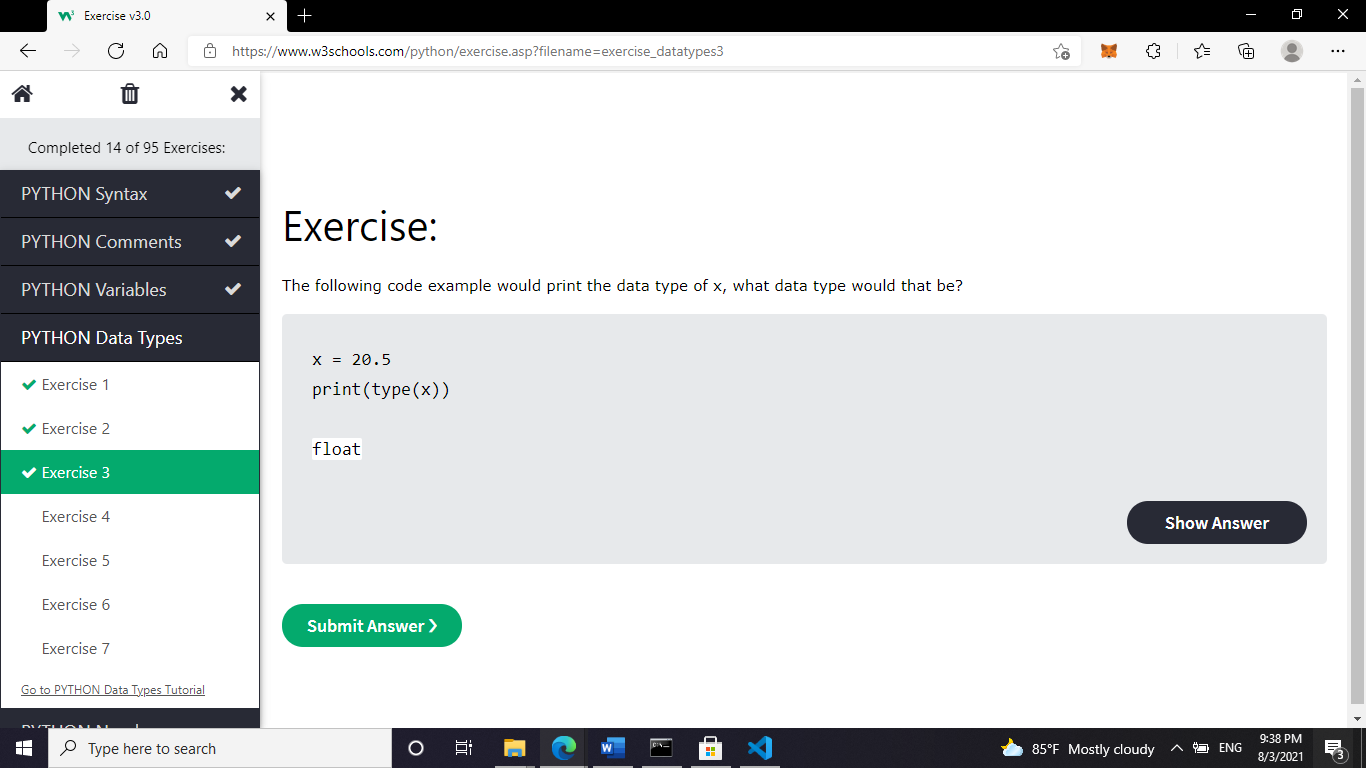 Exercise v3.0
https://www.w3schools.com/python/exercise.asp?filename=exercise_datatypes3
Completed 14 of 95 Exercises:
PYTHON Syntax
PYTHON Comments
PYTHON Variables
PYTHON Data Types
Exercise 1
Exercise 2
Exercise 3
Exercise 4
Exercise 5
Exercise 6
Exercise 7
Go to PYTHON Data Types Tutorial
Exercise:
The following code example would print the data type of x, what data type would that be?
x = 20.5
print(type(x))
float
Show Answer
Submit Answer ❯
Type here to search
85°F Mostly cloudy
ENG
9:38 PM
8/3/2021
3